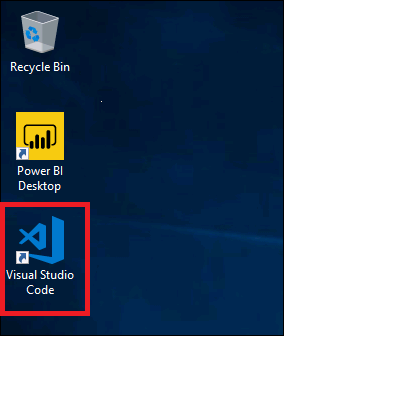 Recycle Bin
Power BI
Desktop
Visual Studio
Code